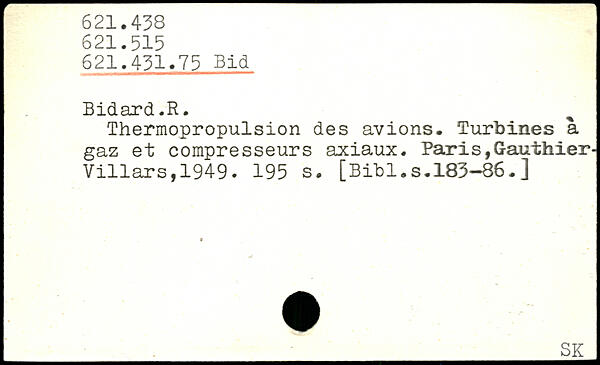 621.438
621.515
621.431.75 Bid
Bidard.R.
Thermopropulsion des avions. Turbines à
gaz et compresseurs axiaux. Paris,Gauthier-
Villars,1949. 195 s. [Bibl.s.183-86.]
SK